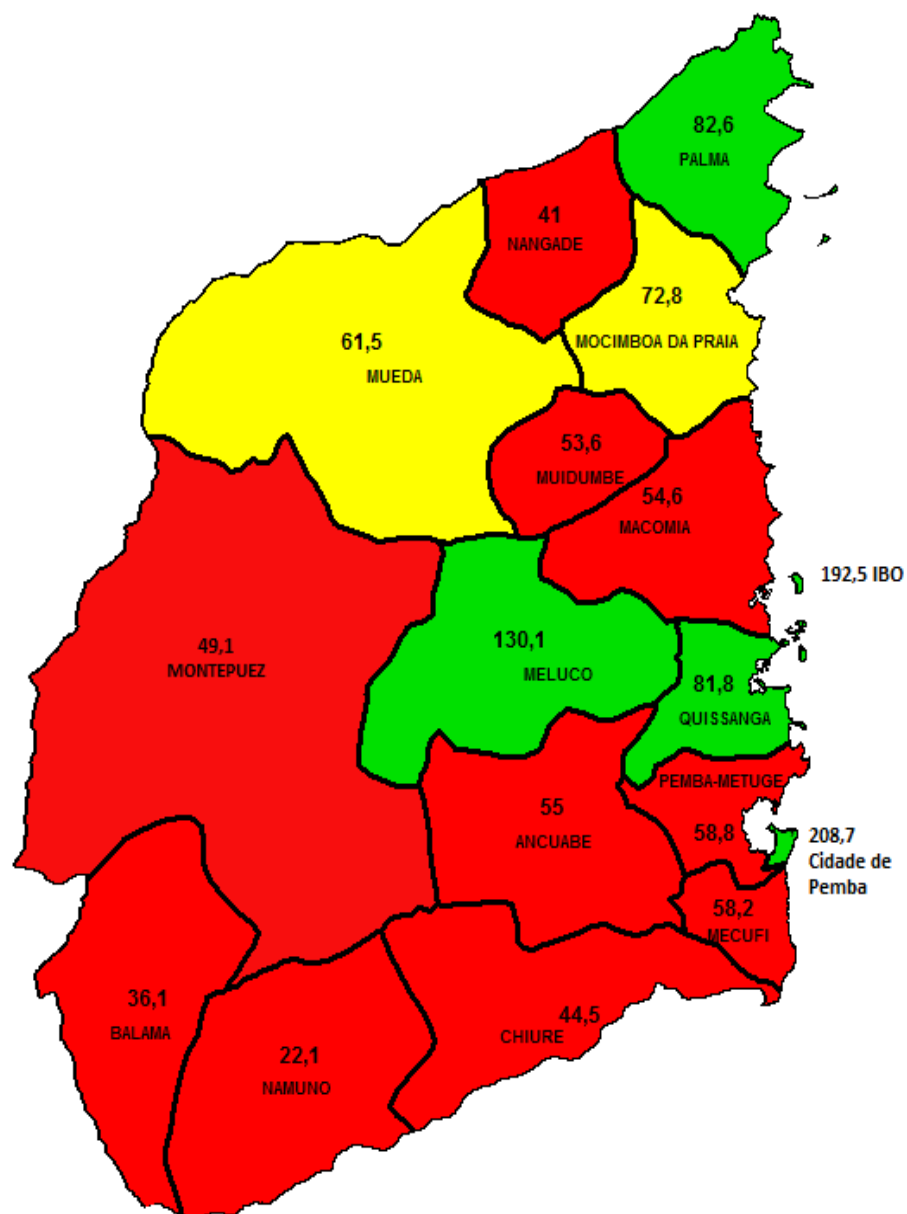 82,6
PALMA
41
NANGADE
72,8
MOCIMBOA DA PRAIA
61,5
MUEDA
53,6
MUIDUMBE
54,6
MACOMIA
192,5 IBO
49,1
MONTEPUEZ
130,1
MELUCO
81,8
QUISSANGA
PEMBA-METUGE
58,8
55
ANCUABE
208,7
Cidade de
Pemba
58,2
MECUFI
36,1
BALAMA
22,1
NAMUNO
44,5
CHIURE